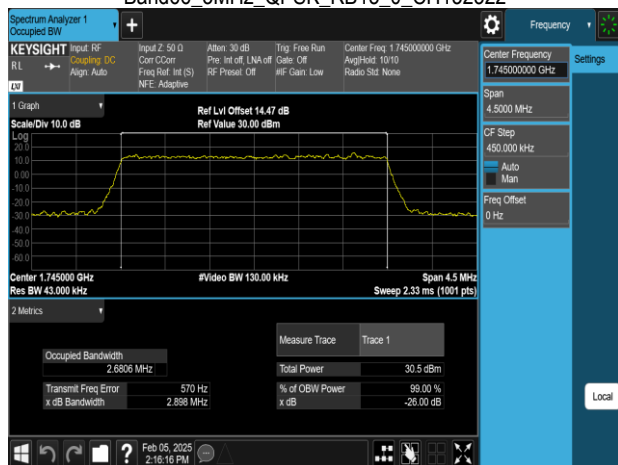 Spectrum Analyzer 1
Occupied BW
Frequency
KEYSIGHT
RL
LXI
Input: RF
Coupling: DC
Align: Auto
Input Z: 50 Ω
Corr CCorr
Freq Ref: Int (S)
NFE: Adaptive
Atten: 30 dB
Pre: Int off, LNA off
RF Preset: Off
Trig: Free Run
Gate: Off
#IF Gain: Low
Center Freq: 1.745000000 GHz
Avg|Hold: 10/10
Radio Std: None
Center Frequency
1.745000000 GHz
Settings
Span
4.5000 MHz
CF Step
450.000 kHz
Auto
Man
Freq Offset
0 Hz
1 Graph
Scale/Div 10.0 dB
Ref Lvl Offset 14.47 dB
Ref Value 30.00 dBm
Log
20.0
10.0
0.00
-10.0
-20.0
-30.0
-40.0
-50.0
-60.0
Center 1.745000 GHz
Res BW 43.000 kHz
#Video BW 130.00 kHz
Span 4.5 MHz
Sweep 2.33 ms (1001 pts)
2 Metrics
Occupied Bandwidth
2.6806 MHz
Transmit Freq Error 570 Hz
x dB Bandwidth 2.898 MHz
Measure Trace Trace 1
Total Power 30.5 dBm
% of OBW Power 99.00 %
x dB -26.00 dB
Local
Feb 05, 2025
2:16:16 PM